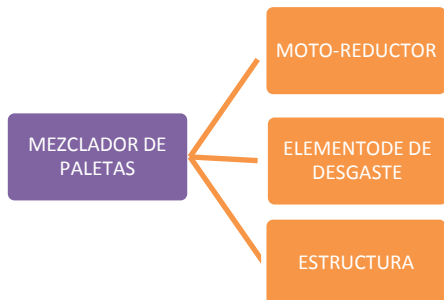 MOTO-REDUCTOR
MEZCLADOR DE
PALETAS
ELEMENTODE DE
DESGASTE
ESTRUCTURA